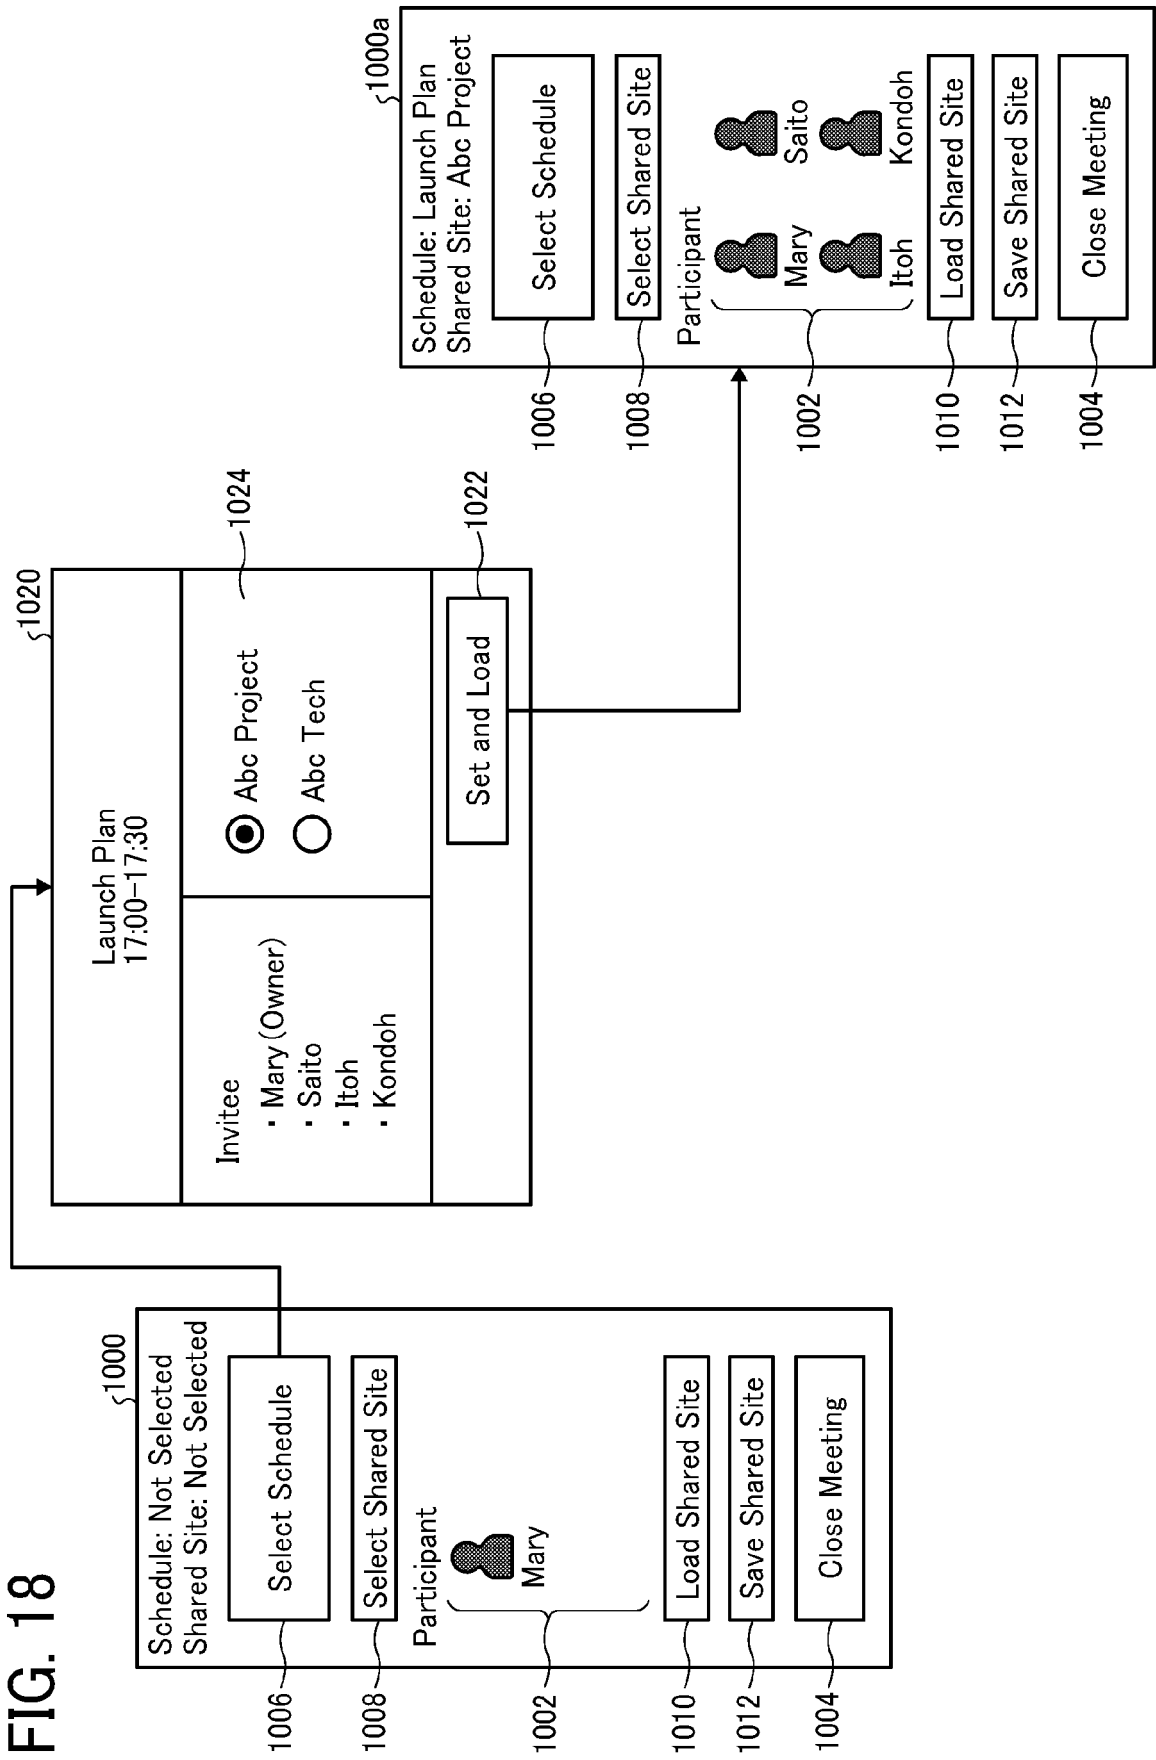 FIG. 18
1000
Schedule: Not Selected
Shared Site: Not Selected
1006
Select Schedule
1008
Select Shared Site
Participant
1002
Mary
1010
Load Shared Site
1012
Save Shared Site
1004
Close Meeting
1020
Launch Plan
17:00-17:30
Invitee
・Mary(Owner)
・Saito
・Itoh
・Kondoh
1024
Abc Project
Abc Tech
1022
Set and Load
1000a
Schedule: Launch Plan
Shared Site: Abc Project
1006
Select Schedule
1008
Select Shared Site
Participant
1002
Mary Saito
Itoh Kondoh
1010
Load Shared Site
1012
Save Shared Site
1004
Close Meeting